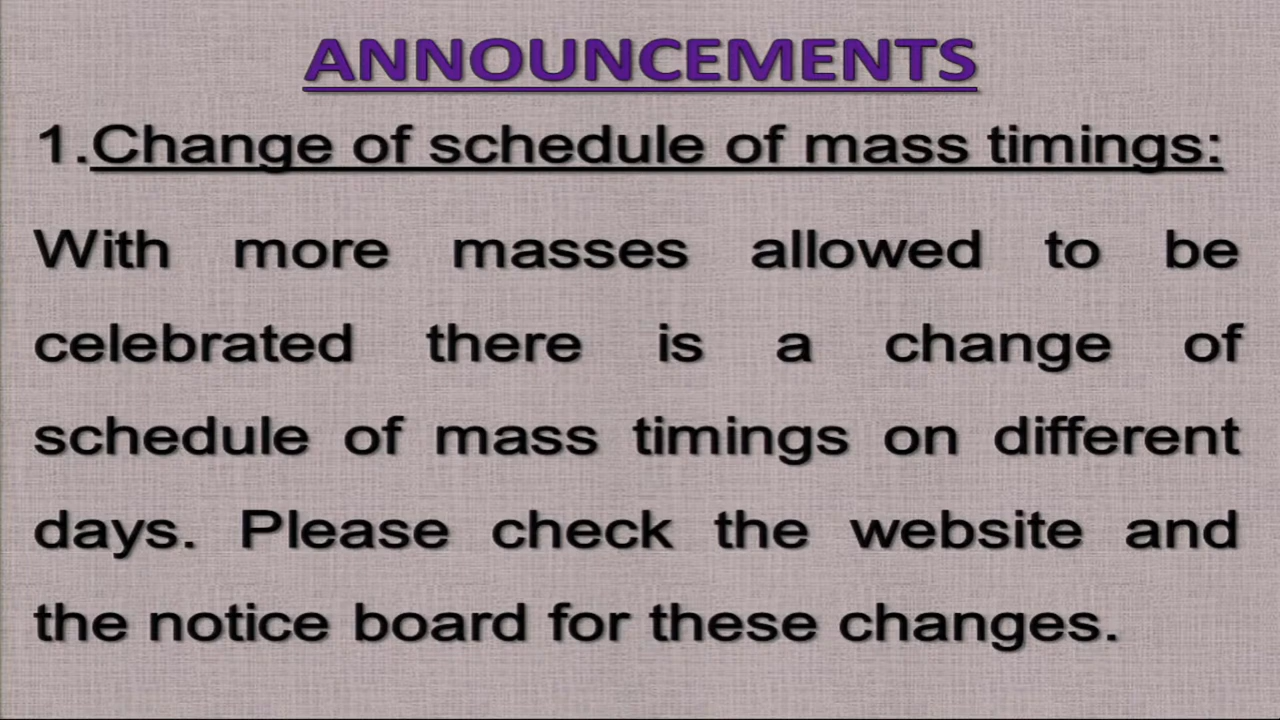 ANNOUNCEMENTS
1.Change of schedule of mass timings:
With more masses allowed to be
celebrated there is a change of
schedule of mass timings on different
days. Please check the website and
the notice board for these changes.